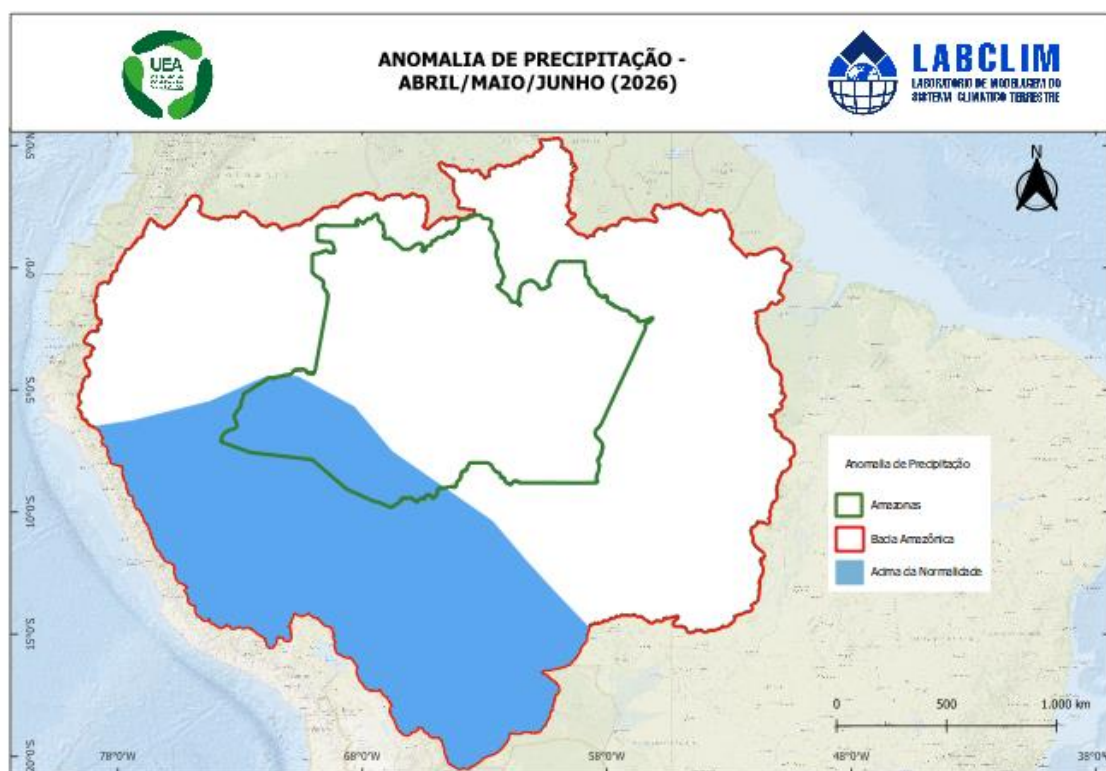 UEA
ANOMALIA DE PRECIPITAÇÃO -
ABRIL/MAIO/JUNHO (2026)
LABCLIM
LABORATÓRIO DE MODELAGEM DO
SISTEMA CLIMÁTICO TERRESTRE
5°0'N
0°0'
5°0'S
10°0'S
15°0'S
20°0'S
N
Anomalia de Precipitação
Amazonas
Bacia Amazônica
Acima da Normalidade
0 500 1.000 km
78°0'W 68°0'W 58°0'W 48°0'W 38°0'W